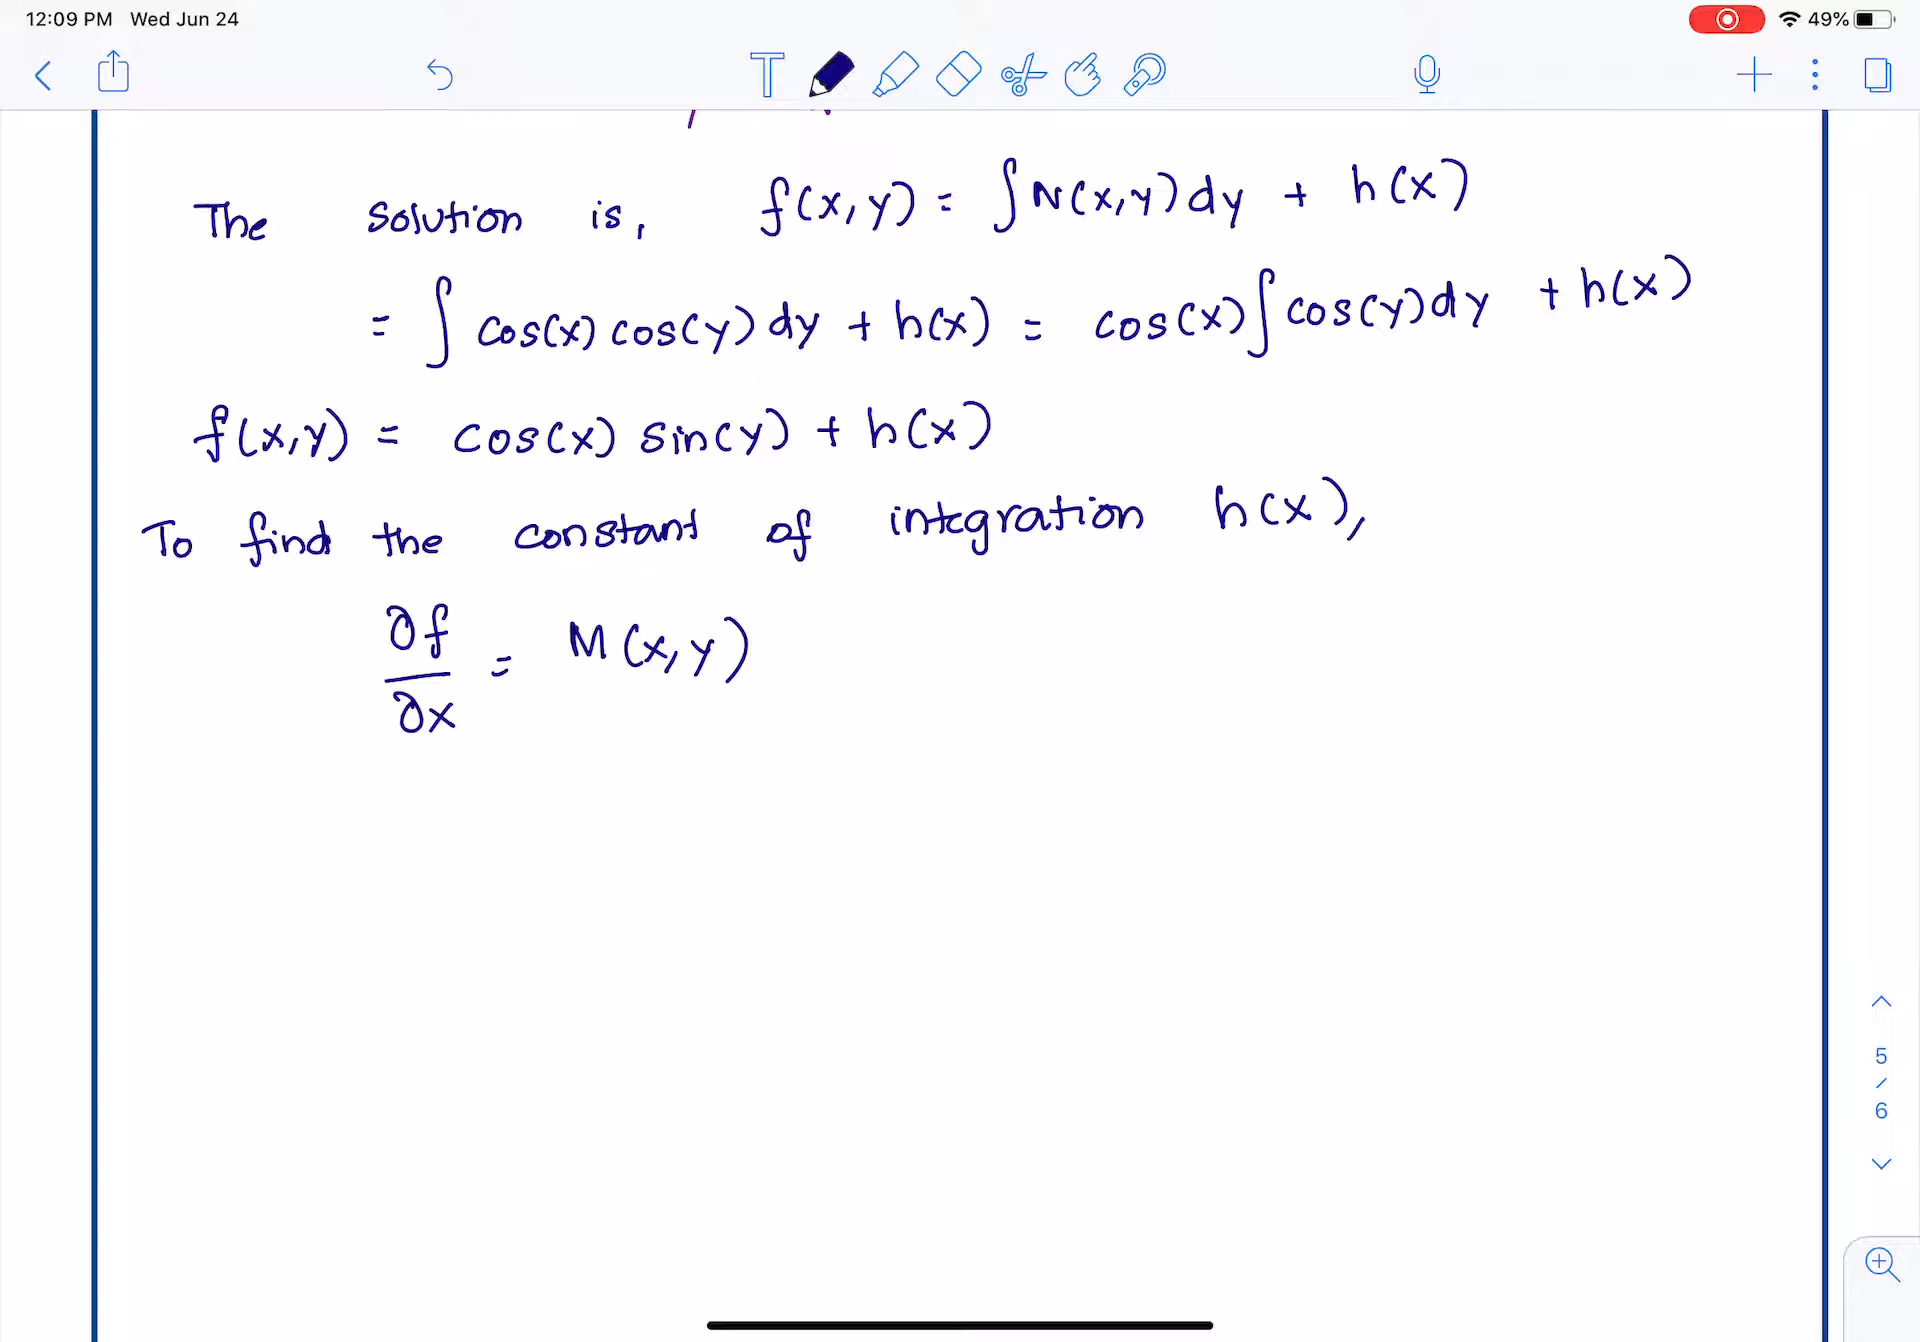 12:09 PM Wed Jun 24
49%
T
The solution is, f(x,y) = ∫N(x,y)dy + h(x)
= ∫ cos(x) cos(y) dy + h(x) = cos(x)∫cos(y)dy + h(x)
f(x,y) = cos(x) sin(y) + h(x)
To find the constant of integration h(x),
∂f/∂x = M(x,y)
5
/
6